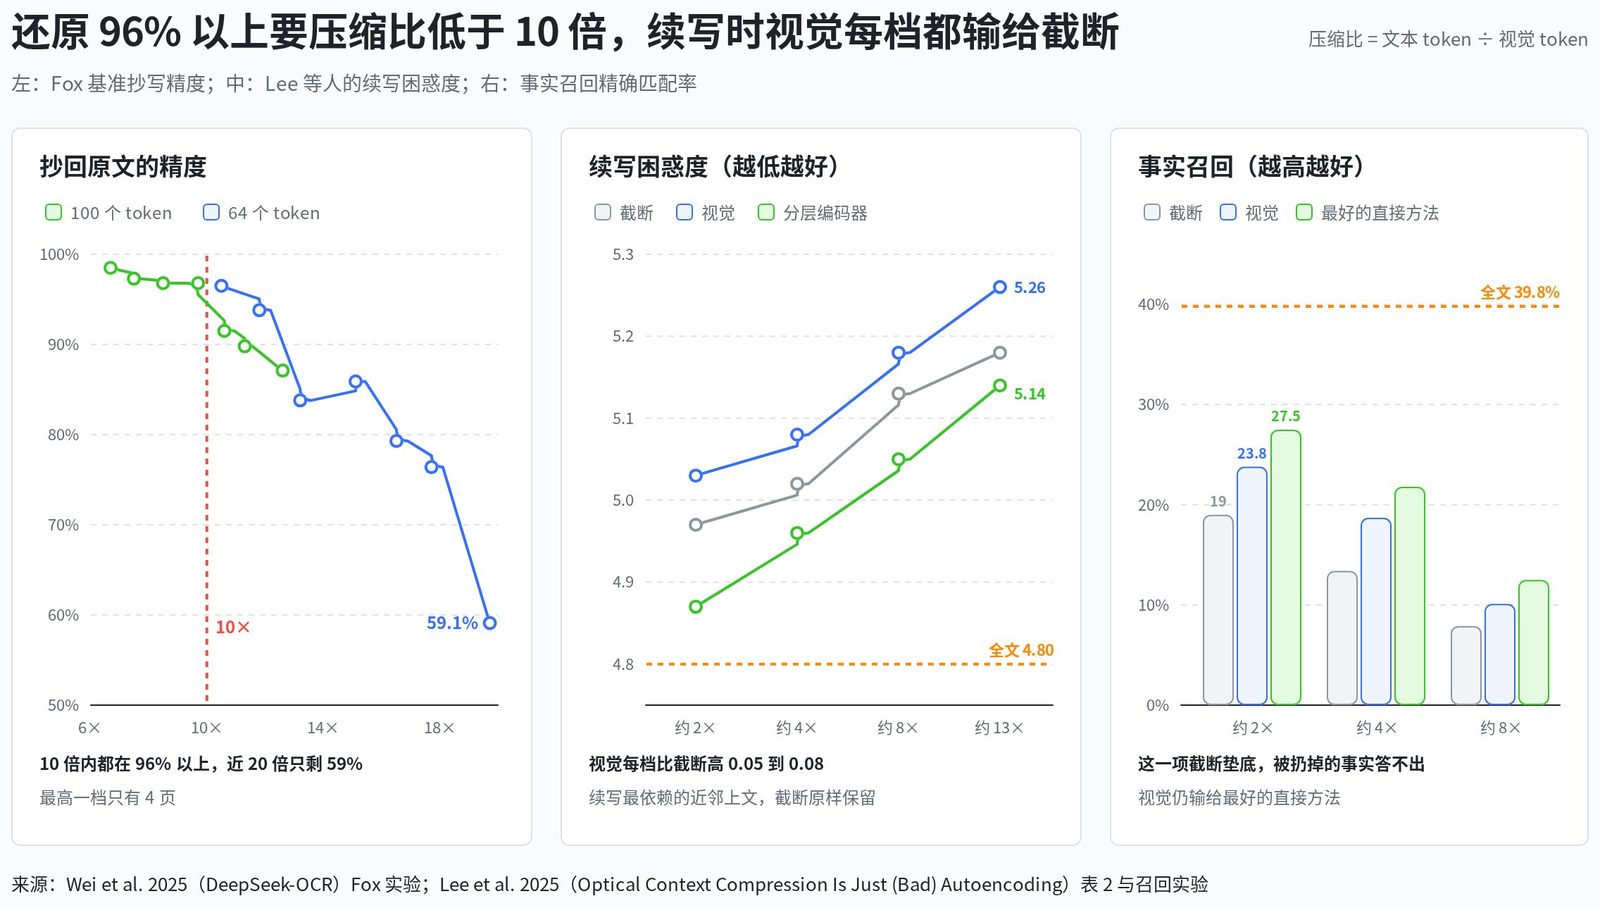 还原 96% 以上要压缩比低于 10 倍，续写时视觉每档都输给截断
压缩比 = 文本 token ÷ 视觉 token
左：Fox 基准抄写精度；中：Lee 等人的续写困惑度；右：事实召回精确匹配率
抄回原文的精度
100 个 token
64 个 token
100%
90%
80%
70%
60%
50%
10×
59.1%
6×
10×
14×
18×
10 倍内都在 96% 以上，近 20 倍只剩 59%
最高一档只有 4 页
续写困惑度（越低越好）
截断
视觉
分层编码器
5.3
5.2
5.1
5.0
4.9
4.8
5.26
5.14
全文 4.80
约 2×
约 4×
约 8×
约 13×
视觉每档比截断高 0.05 到 0.08
续写最依赖的近邻上文，截断原样保留
事实召回（越高越好）
截断
视觉
最好的直接方法
40%
30%
20%
10%
0%
全文 39.8%
19
23.8
27.5
约 2×
约 4×
约 8×
这一项截断垫底，被扔掉的事实答不出
视觉仍输给最好的直接方法
来源：Wei et al. 2025（DeepSeek-OCR）Fox 实验；Lee et al. 2025（Optical Context Compression Is Just (Bad) Autoencoding）表 2 与召回实验